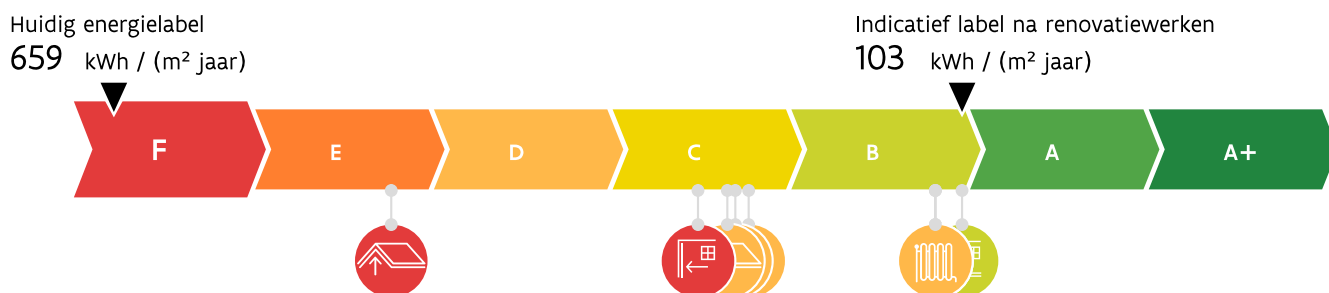 Huidig energielabel
659 kWh / (m² jaar)
Indicatief label na renovatiewerken
103 kWh / (m² jaar)
F E D C B A A+